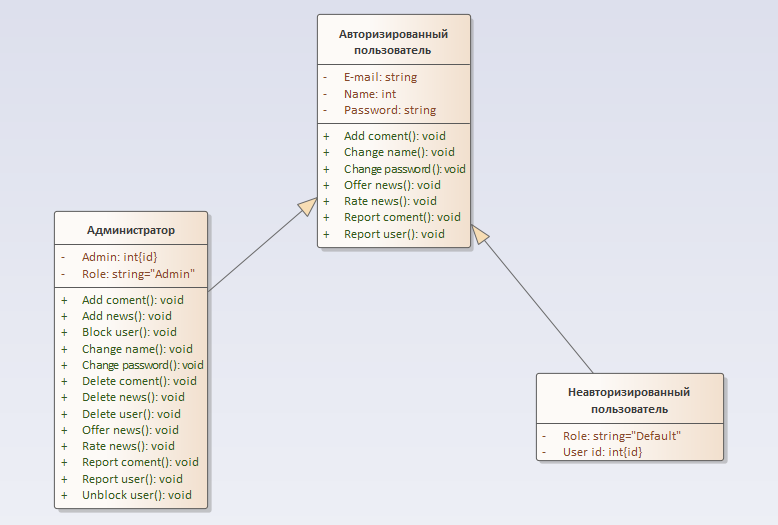 Авторизированный
пользователь
- E-mail: string
- Name: int
- Password: string
+ Add coment(): void
+ Change name(): void
+ Change password(): void
+ Offer news(): void
+ Rate news(): void
+ Report coment(): void
+ Report user(): void
Администратор
- Admin: int{id}
- Role: string="Admin"
+ Add coment(): void
+ Add news(): void
+ Block user(): void
+ Change name(): void
+ Change password(): void
+ Delete coment(): void
+ Delete news(): void
+ Delete user(): void
+ Offer news(): void
+ Rate news(): void
+ Report coment(): void
+ Report user(): void
+ Unblock user(): void
Неавторизированный
пользователь
- Role: string="Default"
- User id: int{id}